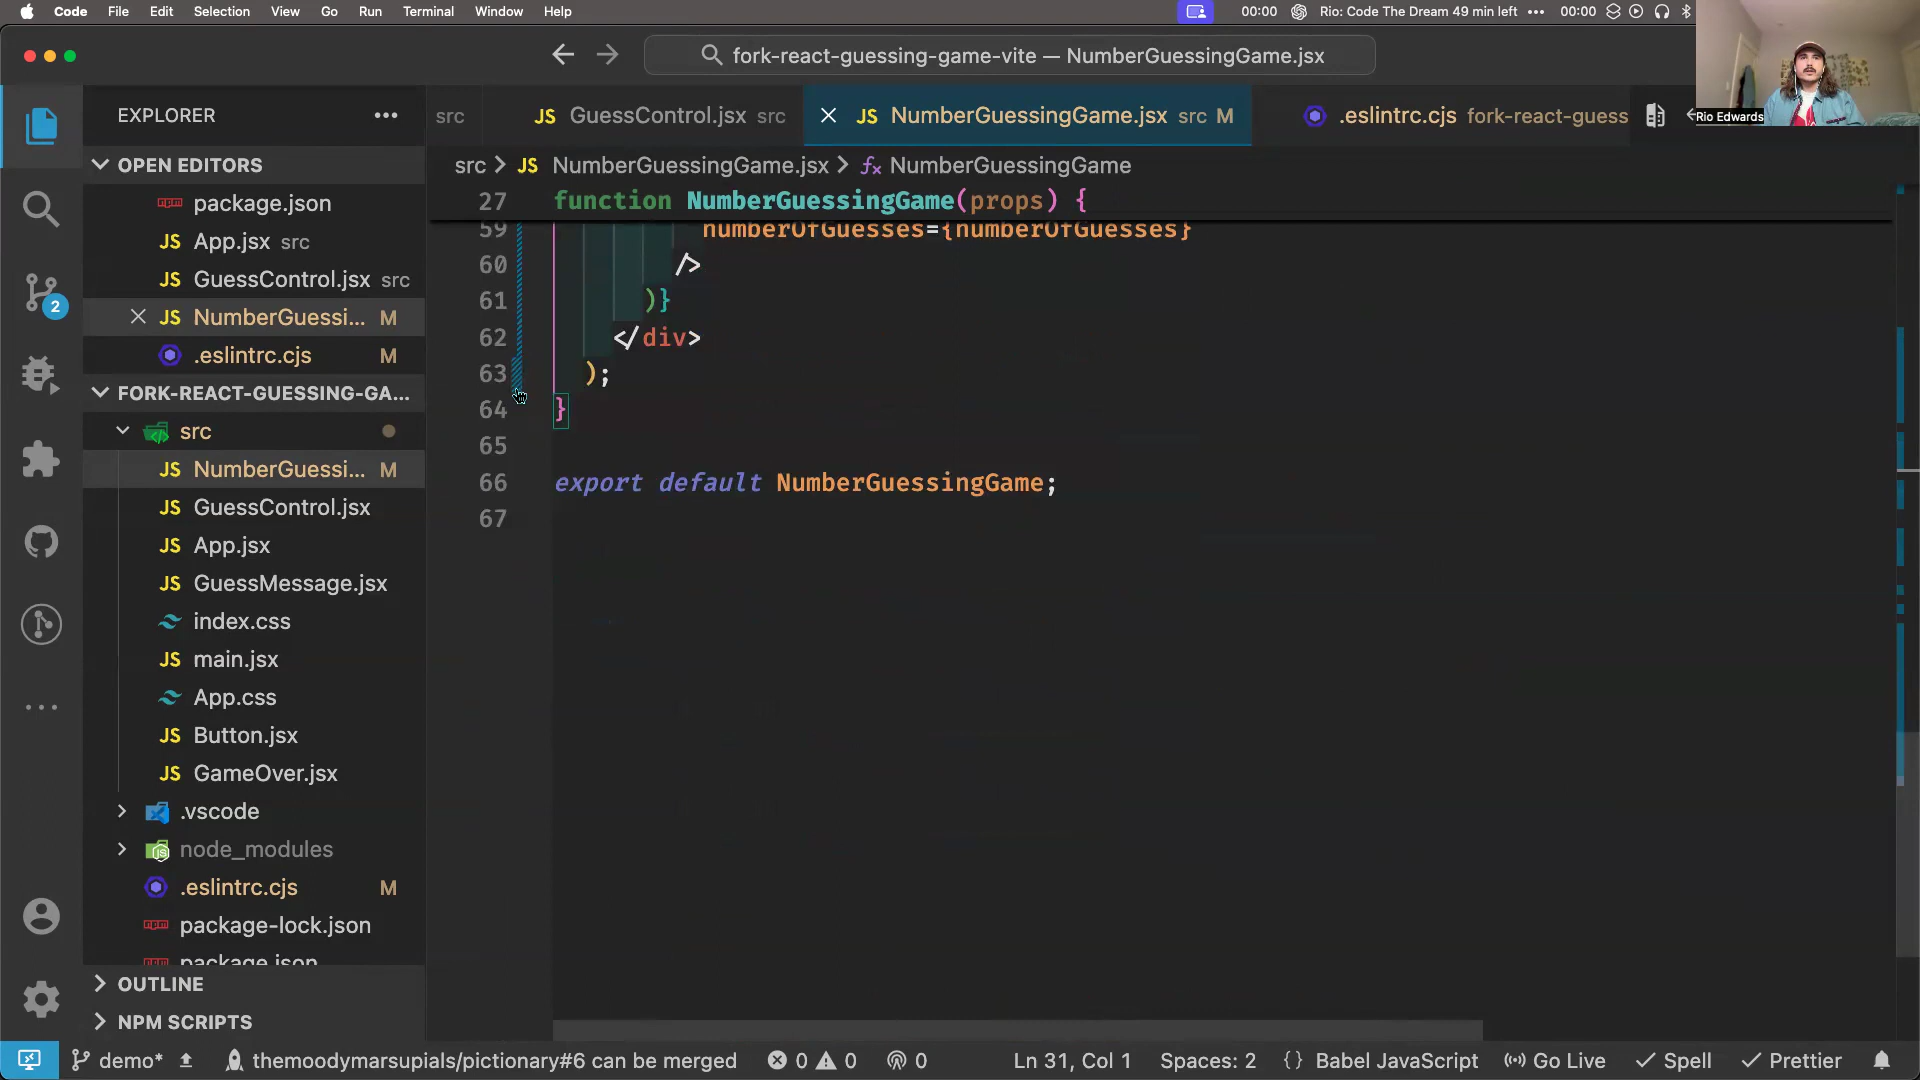 Code File Edit Selection View Go Run Terminal Window Help 00:00 Rio: Code The Dream 49 min left ••• 00:00
fork-react-guessing-game-vite — NumberGuessingGame.jsx
Rio Edwards
EXPLORER
src JS GuessControl.jsx src JS NumberGuessingGame.jsx src M .eslintrc.cjs fork-react-guess
OPEN EDITORS
package.json
JS App.jsx src
JS GuessControl.jsx src
JS NumberGuessi... M
.eslintrc.cjs M
FORK-REACT-GUESSING-GA...
src
JS NumberGuessi... M
JS GuessControl.jsx
JS App.jsx
JS GuessMessage.jsx
index.css
JS main.jsx
App.css
JS Button.jsx
JS GameOver.jsx
.vscode
node_modules
.eslintrc.cjs M
package-lock.json
package.json
OUTLINE
NPM SCRIPTS
2
src > JS NumberGuessingGame.jsx > NumberGuessingGame
27 function NumberGuessingGame(props) {
59 numberOfGuesses={numberOfGuesses}
60 />
61 )}
62 </div>
63 );
64 }
65
66 export default NumberGuessingGame;
67
demo* themoodymarsupials/pictionary#6 can be merged 0 0 0 Ln 31, Col 1 Spaces: 2 {} Babel JavaScript Go Live Spell Prettier